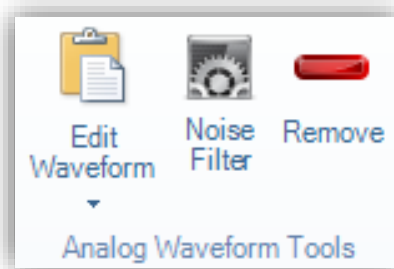 Edit
Waveform
Noise
Filter
Remove
Analog Waveform Tools